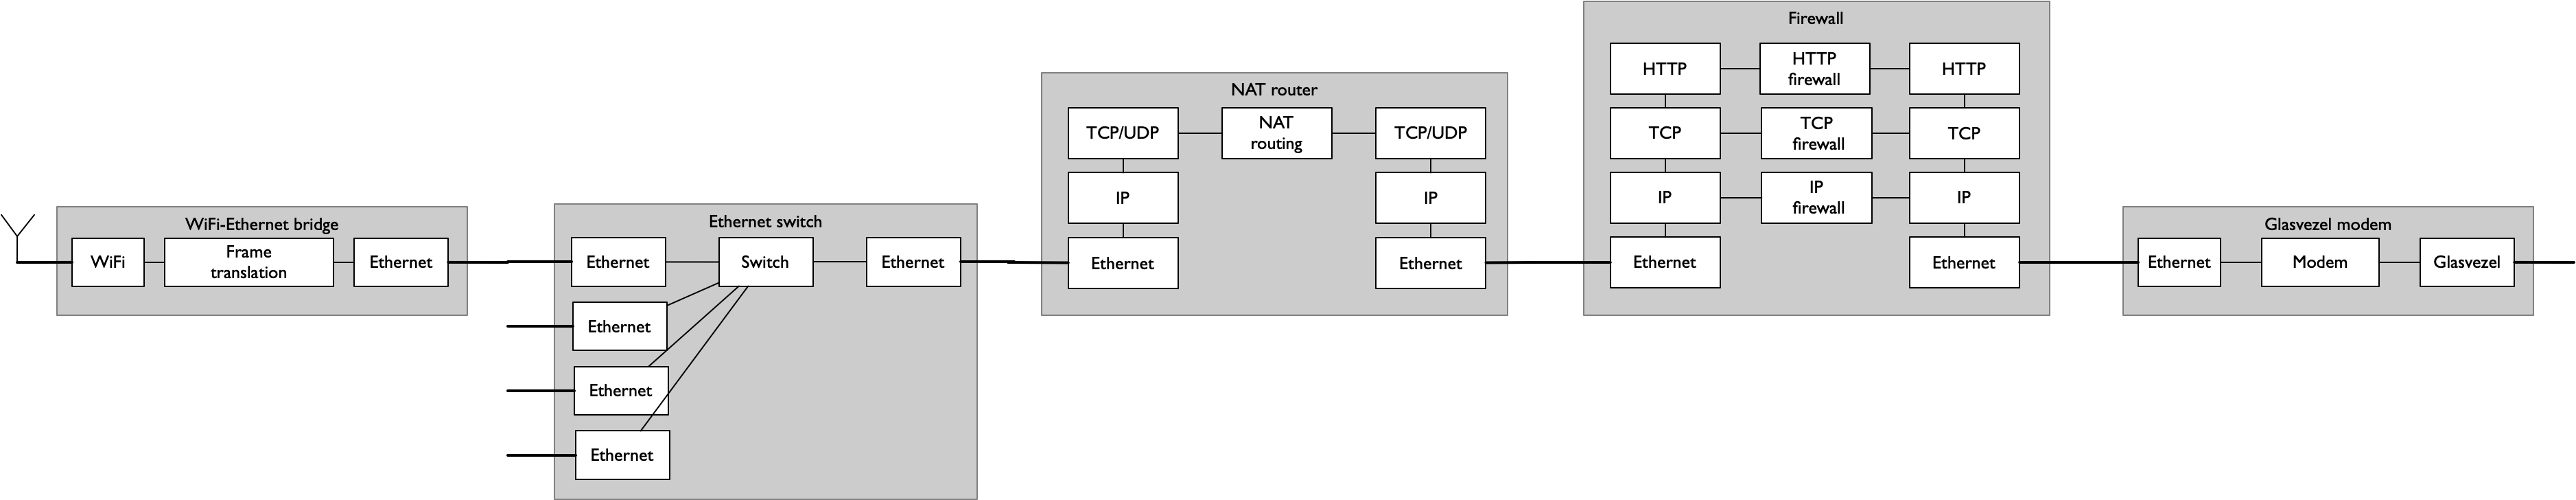 WiFi-Ethernet bridge
WiFi
Frame
translation
Ethernet
Ethernet switch
Ethernet
Switch
Ethernet
Ethernet
Ethernet
Ethernet
NAT router
TCP/UDP
NAT
routing
TCP/UDP
IP
IP
Ethernet
Ethernet
Firewall
HTTP
HTTP
firewall
HTTP
TCP
TCP
firewall
TCP
IP
IP
firewall
IP
Ethernet
Ethernet
Glasvezel modem
Ethernet
Modem
Glasvezel